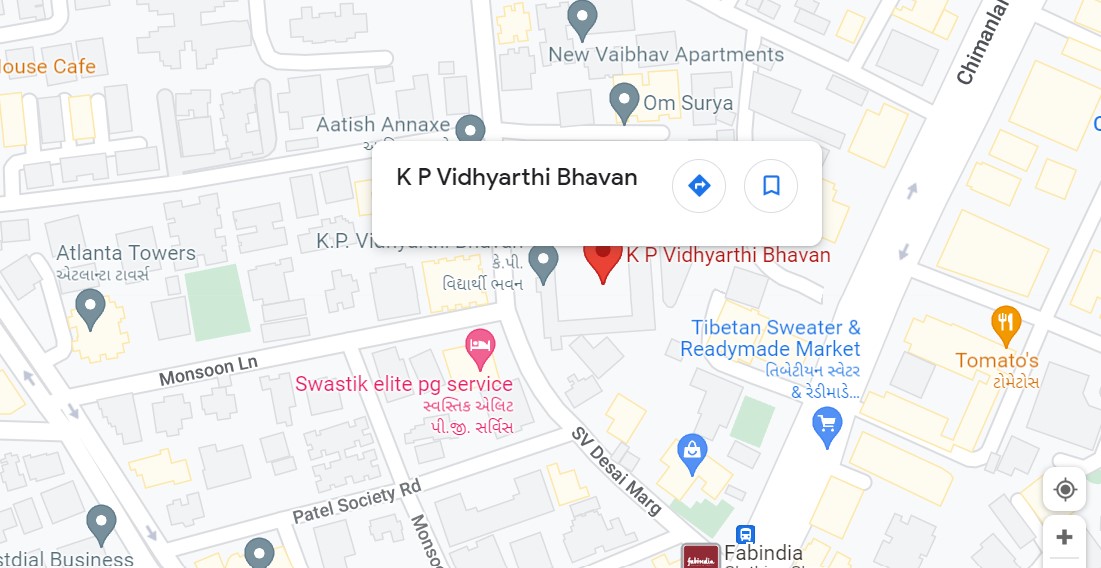 New Vaibhav Apartments
Chimanlal
House Cafe
Om Surya
Aatish Annaxe
K P Vidhyarthi Bhavan
K.P. Vidhyarthi Bhavan
કે.પી.
વિદ્યાર્થી ભવન
K P Vidhyarthi Bhavan
Atlanta Towers
એટલાન્ટા ટાવર્સ
Tibetan Sweater &
Readymade Market
તિબેટીયન સ્વેટર
& રેડીમાડે...
Tomato's
ટોમેટોસ
Monsoon Ln
Swastik elite pg service
સ્વસ્તિક એલિટ
પી.જી. સર્વિસ
SV Desai Marg
Patel Society Rd
Monsoo
stdial Business
Fabindia
fabindia